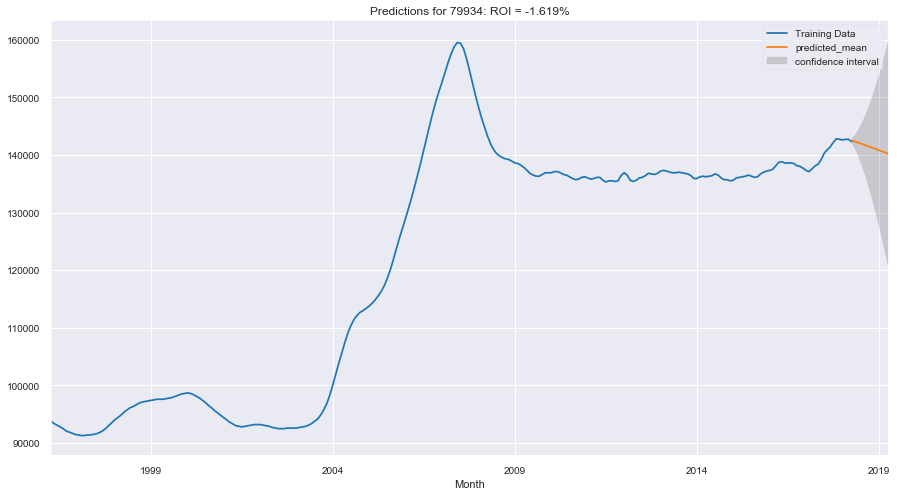 Predictions for 79934: ROI = -1.619%
Training Data
predicted_mean
confidence interval
160000
150000
140000
130000
120000
110000
100000
90000
1999
2004
2009
2014
2019
Month